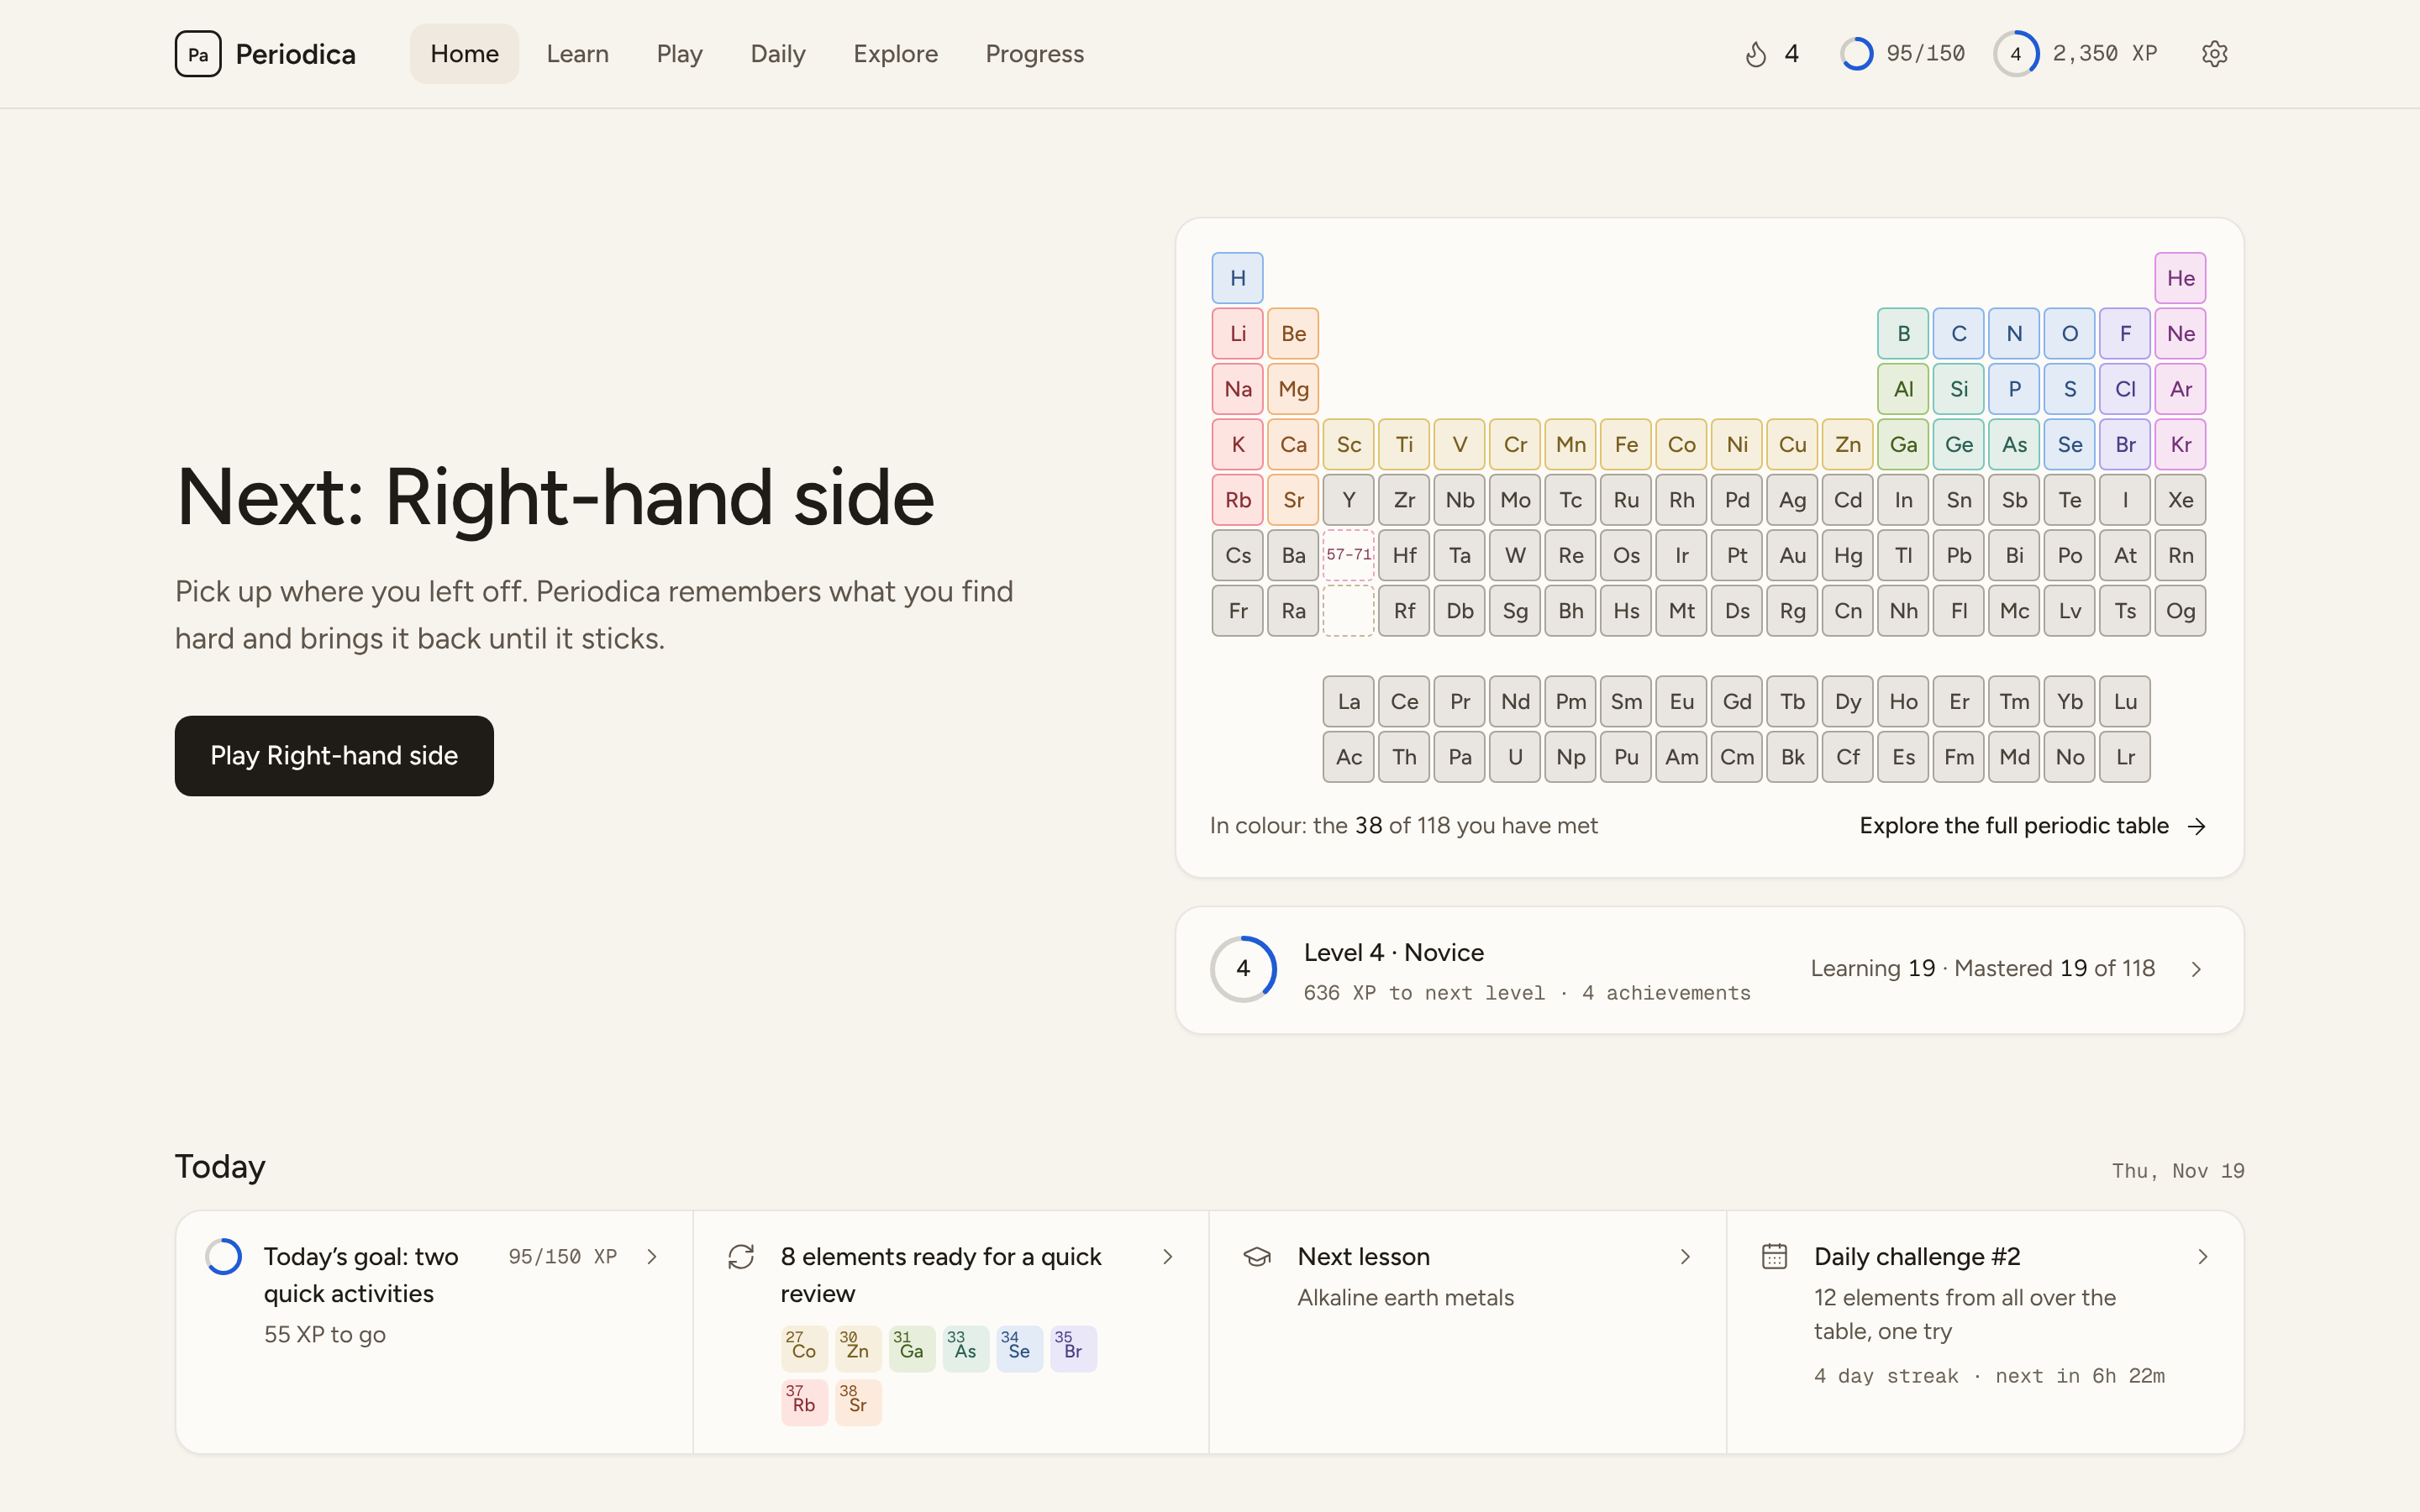 Pa Periodica Home Learn Play Daily Explore Progress 4 95/150 4 2,350 XP
Next: Right-hand side
Pick up where you left off. Periodica remembers what you find
hard and brings it back until it sticks.
Play Right-hand side
H He
Li Be B C N O F Ne
Na Mg Al Si P S Cl Ar
K Ca Sc Ti V Cr Mn Fe Co Ni Cu Zn Ga Ge As Se Br Kr
Rb Sr Y Zr Nb Mo Tc Ru Rh Pd Ag Cd In Sn Sb Te I Xe
Cs Ba 57-71 Hf Ta W Re Os Ir Pt Au Hg Tl Pb Bi Po At Rn
Fr Ra Rf Db Sg Bh Hs Mt Ds Rg Cn Nh Fl Mc Lv Ts Og
La Ce Pr Nd Pm Sm Eu Gd Tb Dy Ho Er Tm Yb Lu
Ac Th Pa U Np Pu Am Cm Bk Cf Es Fm Md No Lr
In colour: the 38 of 118 you have met
Explore the full periodic table
4
Level 4 · Novice
636 XP to next level · 4 achievements
Learning 19 · Mastered 19 of 118
Today
Thu, Nov 19
Today’s goal: two
quick activities
95/150 XP
55 XP to go
8 elements ready for a quick
review
27 Co 30 Zn 31 Ga 33 As 34 Se 35 Br
37 Rb 38 Sr
Next lesson
Alkaline earth metals
Daily challenge #2
12 elements from all over the
table, one try
4 day streak · next in 6h 22m